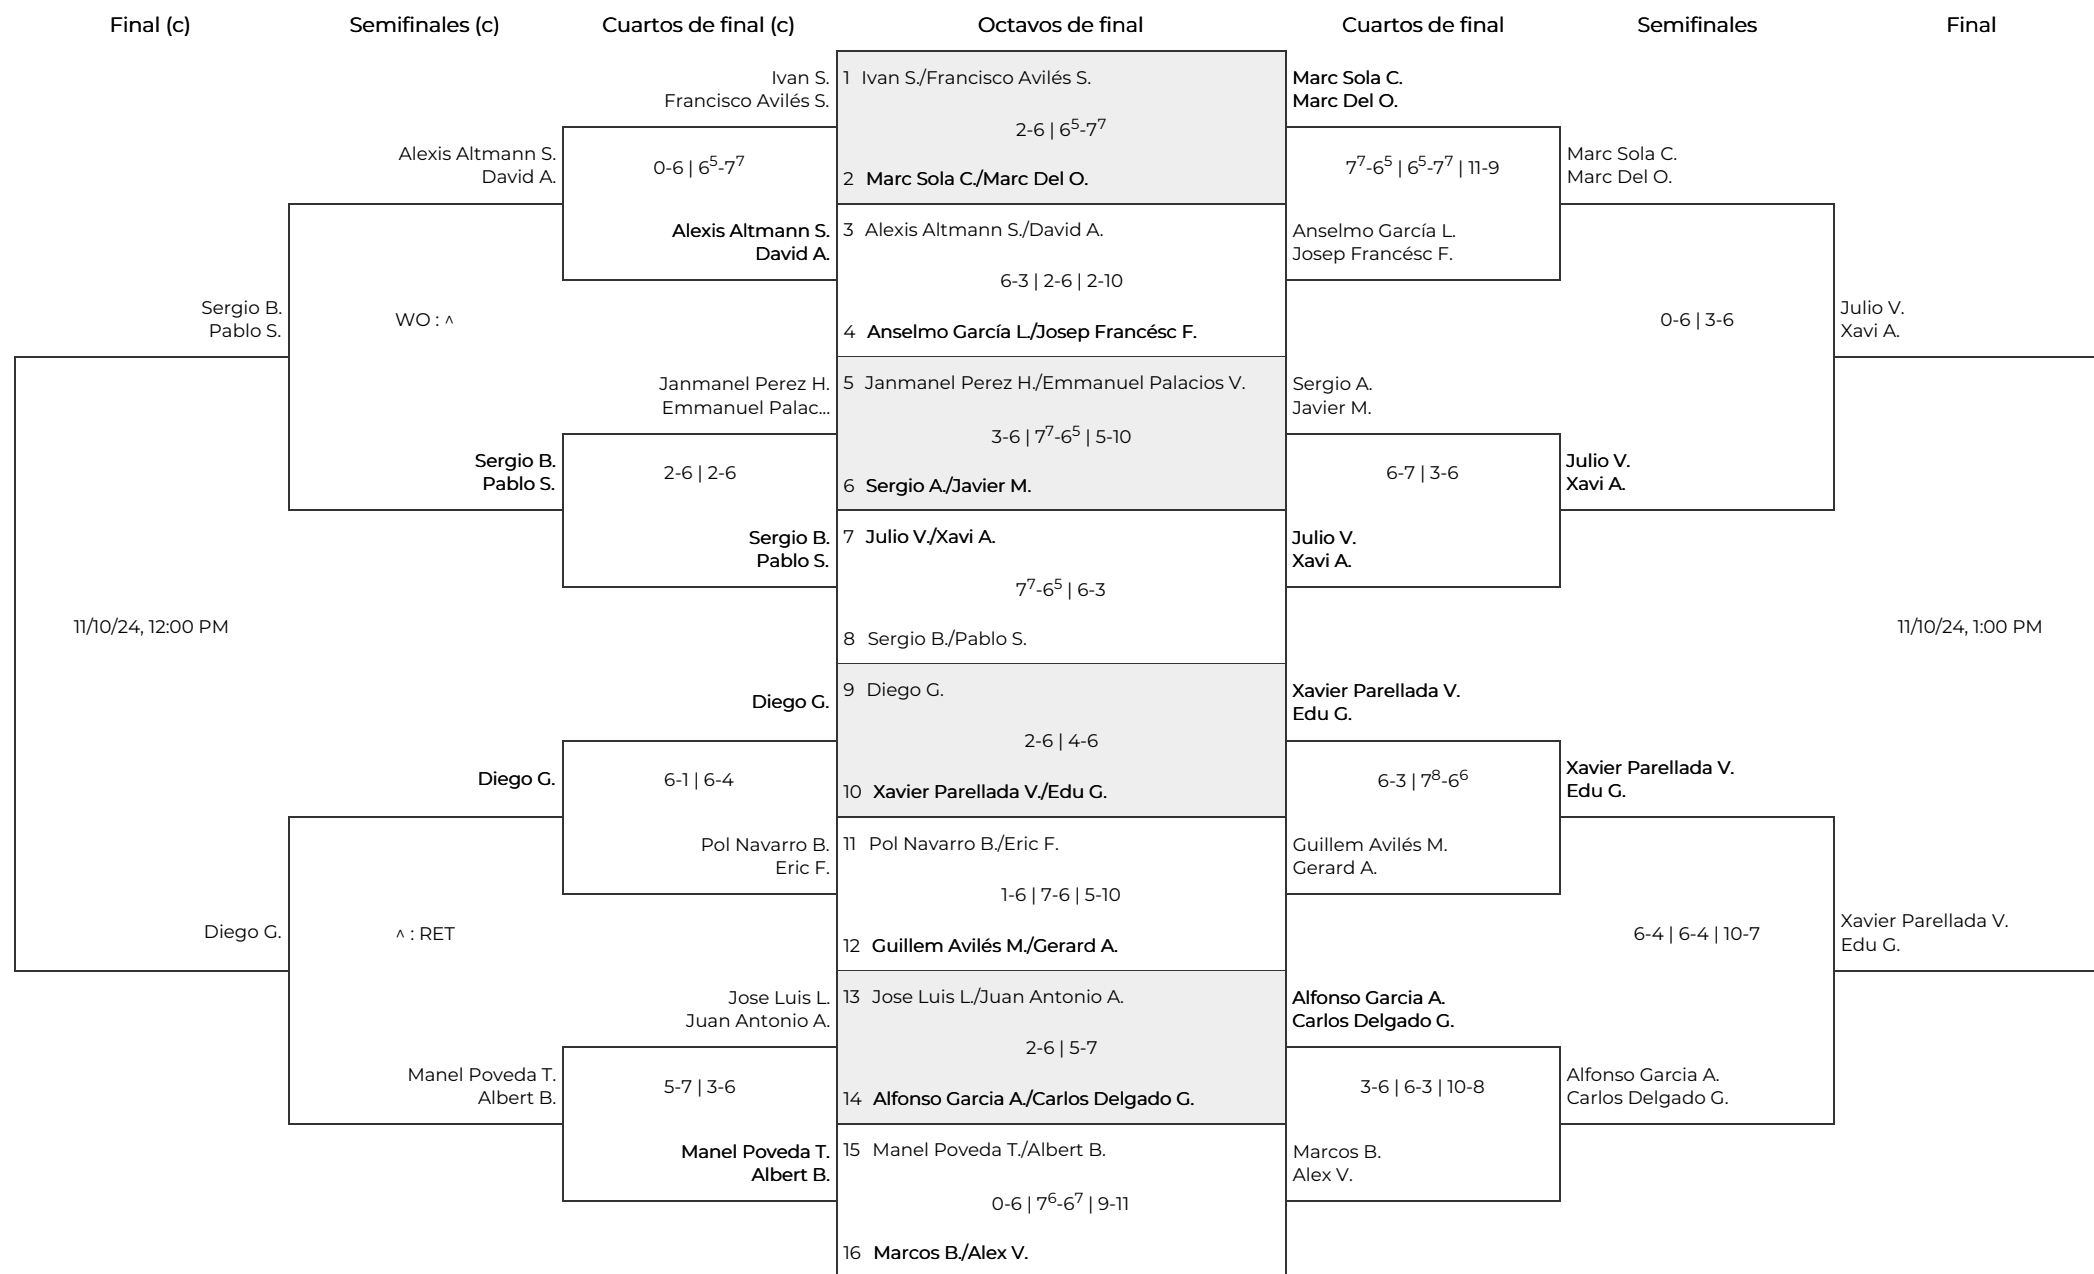 Final (c)
Semifinales (c)
Cuartos de final (c)
Octavos de final
Cuartos de final
Semifinales
Final
Ivan S.
Francisco Avilés S.
0-6 | 6⁵-7⁷
Alexis Altmann S.
David A.
Alexis Altmann S.
David A.
WO : ^
Sergio B.
Pablo S.
Janmanel Perez H.
Emmanuel Palac...
2-6 | 2-6
Sergio B.
Pablo S.
Sergio B.
Pablo S.
11/10/24, 12:00 PM
Diego G.
Diego G.
6-1 | 6-4
Pol Navarro B.
Eric F.
Diego G.
^ : RET
Manel Poveda T.
Albert B.
Jose Luis L.
Juan Antonio A.
5-7 | 3-6
Manel Poveda T.
Albert B.
1 Ivan S./Francisco Avilés S.
2-6 | 6⁵-7⁷
2 Marc Sola C./Marc Del O.
3 Alexis Altmann S./David A.
6-3 | 2-6 | 2-10
4 Anselmo García L./Josep Francésc F.
5 Janmanel Perez H./Emmanuel Palacios V.
3-6 | 7⁷-6⁵ | 5-10
6 Sergio A./Javier M.
7 Julio V./Xavi A.
7⁷-6⁵ | 6-3
8 Sergio B./Pablo S.
9 Diego G.
2-6 | 4-6
10 Xavier Parellada V./Edu G.
11 Pol Navarro B./Eric F.
1-6 | 7-6 | 5-10
12 Guillem Avilés M./Gerard A.
13 Jose Luis L./Juan Antonio A.
2-6 | 5-7
14 Alfonso Garcia A./Carlos Delgado G.
15 Manel Poveda T./Albert B.
0-6 | 7⁶-6⁷ | 9-11
16 Marcos B./Alex V.
Marc Sola C.
Marc Del O.
7⁷-6⁵ | 6⁵-7⁷ | 11-9
Anselmo García L.
Josep Francésc F.
Marc Sola C.
Marc Del O.
0-6 | 3-6
Julio V.
Xavi A.
Sergio A.
Javier M.
6-7 | 3-6
Julio V.
Xavi A.
Julio V.
Xavi A.
11/10/24, 1:00 PM
Xavier Parellada V.
Edu G.
6-3 | 7⁸-6⁶
Guillem Avilés M.
Gerard A.
Xavier Parellada V.
Edu G.
6-4 | 6-4 | 10-7
Xavier Parellada V.
Edu G.
Alfonso Garcia A.
Carlos Delgado G.
3-6 | 6-3 | 10-8
Marcos B.
Alex V.
Alfonso Garcia A.
Carlos Delgado G.